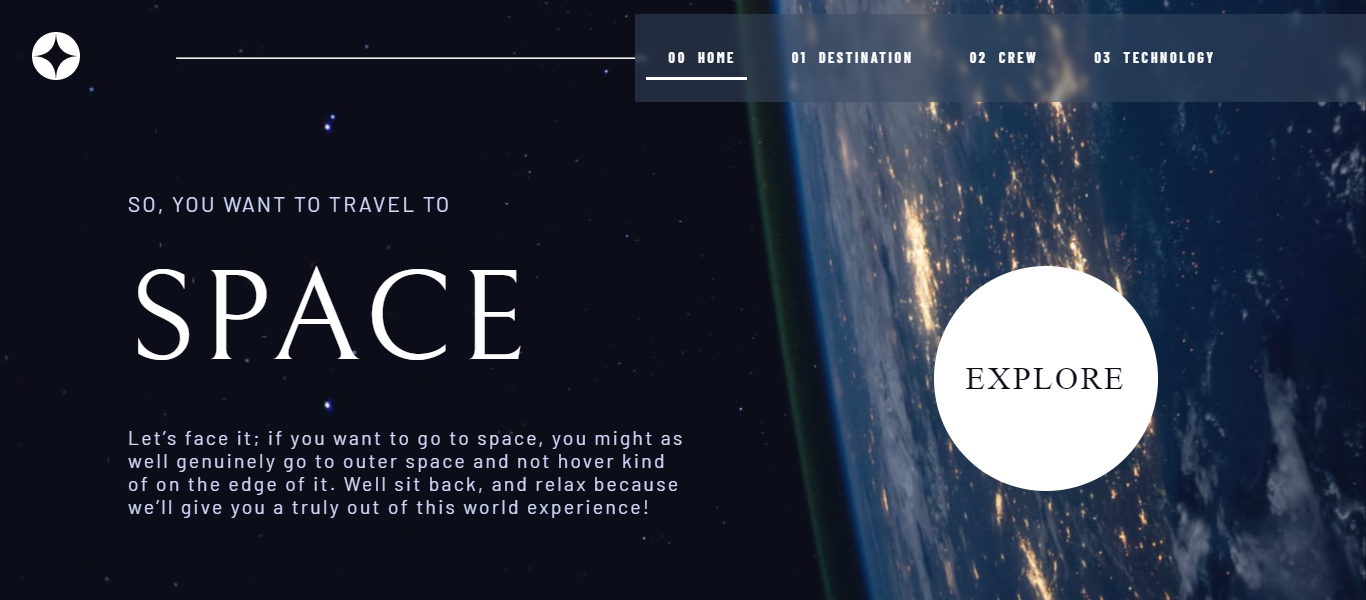 00 HOME 01 DESTINATION 02 CREW 03 TECHNOLOGY
SO, YOU WANT TO TRAVEL TO
SPACE
EXPLORE
Let’s face it; if you want to go to space, you might as
well genuinely go to outer space and not hover kind
of on the edge of it. Well sit back, and relax because
we’ll give you a truly out of this world experience!